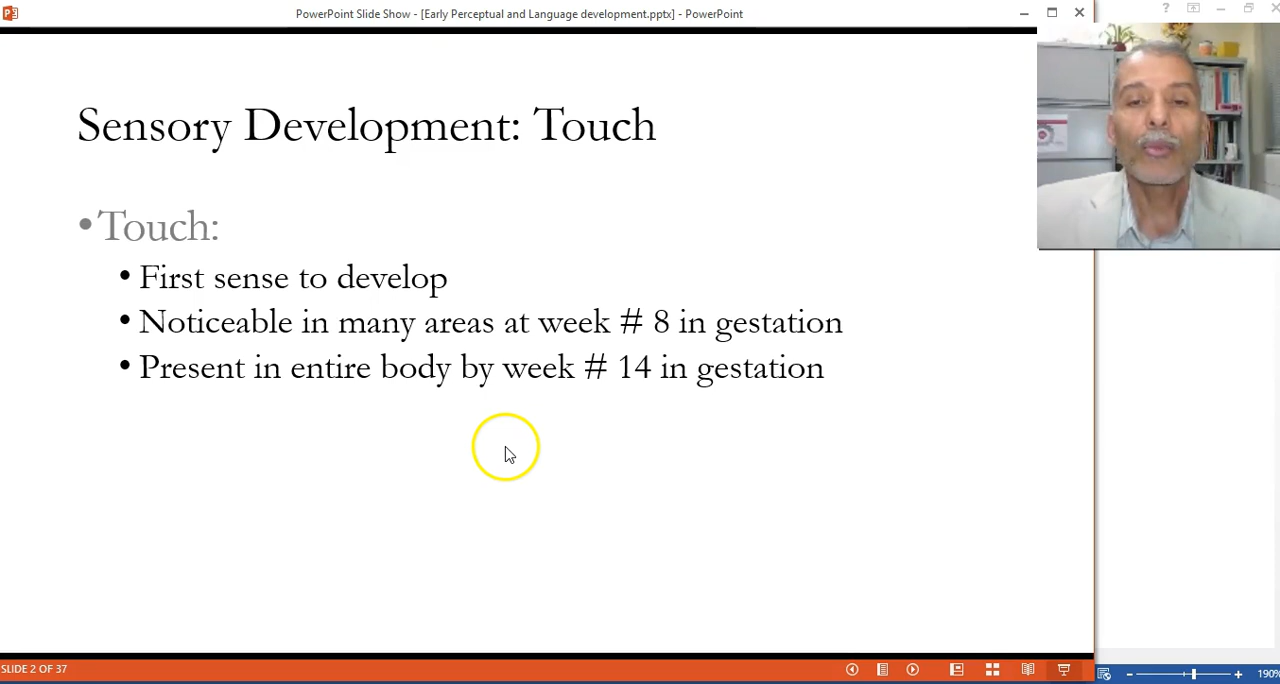 PowerPoint Slide Show - [Early Perceptual and Language development.pptx] - PowerPoint
Sensory Development: Touch
•Touch:
• First sense to develop
• Noticeable in many areas at week # 8 in gestation
• Present in entire body by week # 14 in gestation
SLIDE 2 OF 37
190%